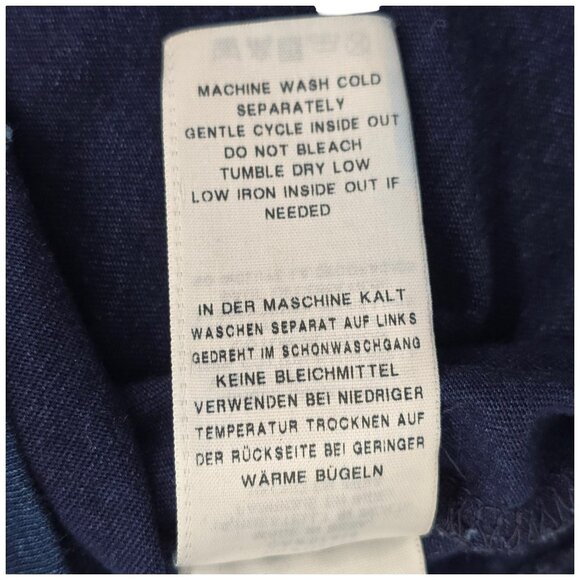 MACHINE WASH COLD
SEPARATELY
GENTLE CYCLE INSIDE OUT
DO NOT BLEACH
TUMBLE DRY LOW
LOW IRON INSIDE OUT IF
NEEDED
IN DER MASCHINE KALT
WASCHEN SEPARAT AUF LINKS
GEDREHT IM SCHONWASCHGANG
KEINE BLEICHMITTEL
VERWENDEN BEI NIEDRIGER
TEMPERATUR TROCKNEN AUF
DER RÜCKSEITE BEI GERINGER
WÄRME BÜGELN